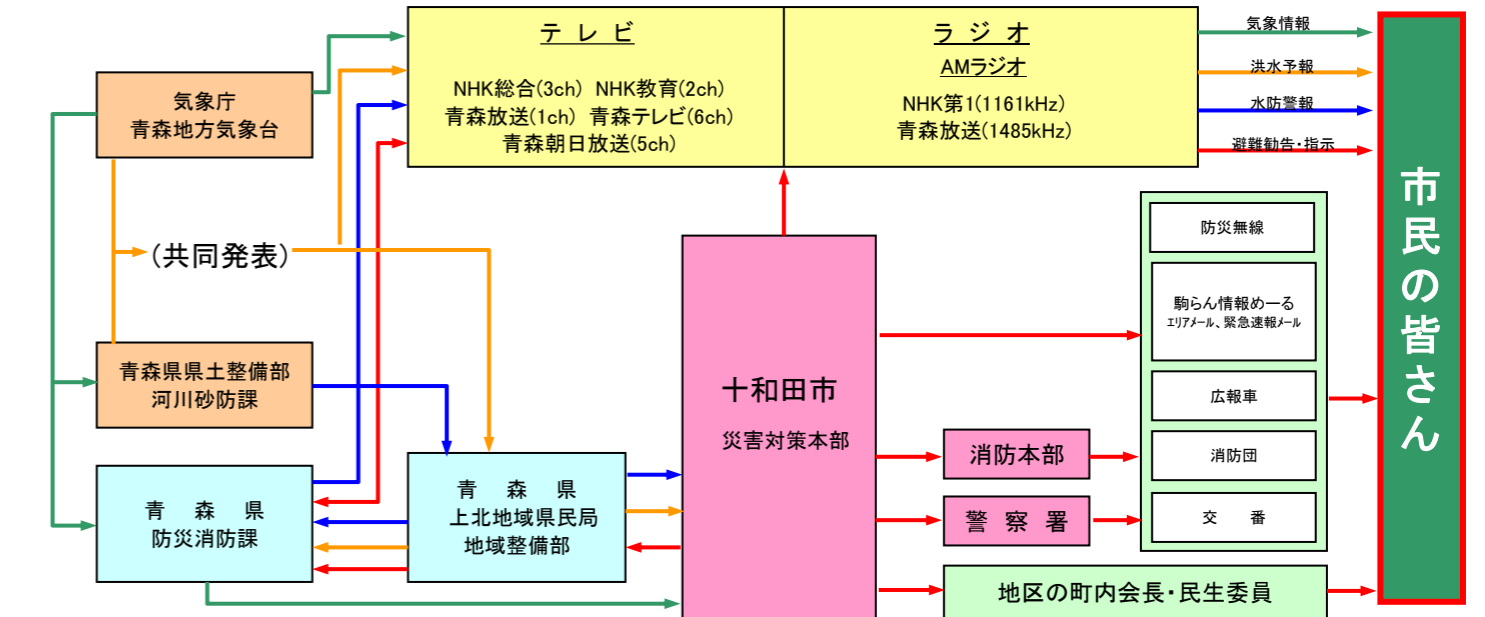 テレビ
NHK総合(3ch) NHK教育(2ch)
青森放送(1ch) 青森テレビ(6ch)
青森朝日放送(5ch)
ラジオ
AMラジオ
NHK第1(1161kHz)
青森放送(1485kHz)
気象情報
洪水予報
水防警報
避難勧告・指示
市民の皆さん
気象庁
青森地方気象台
(共同発表)
青森県県土整備部
河川砂防課
青森県
防災消防課
青森県
上北地域県民局
地域整備部
十和田市
災害対策本部
消防本部
警察署
防災無線
駒らん情報めーる
エリアメール、緊急速報メール
広報車
消防団
交番
地区の町内会長・民生委員